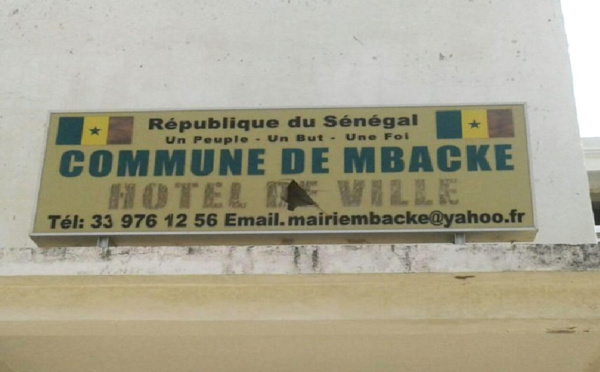 République du Sénégal
Un Peuple - Un But - Une Foi
COMMUNE DE MBACKE
HOTEL DE VILLE
Tél: 33 976 12 56 Email.mairiembacke@yahoo.fr